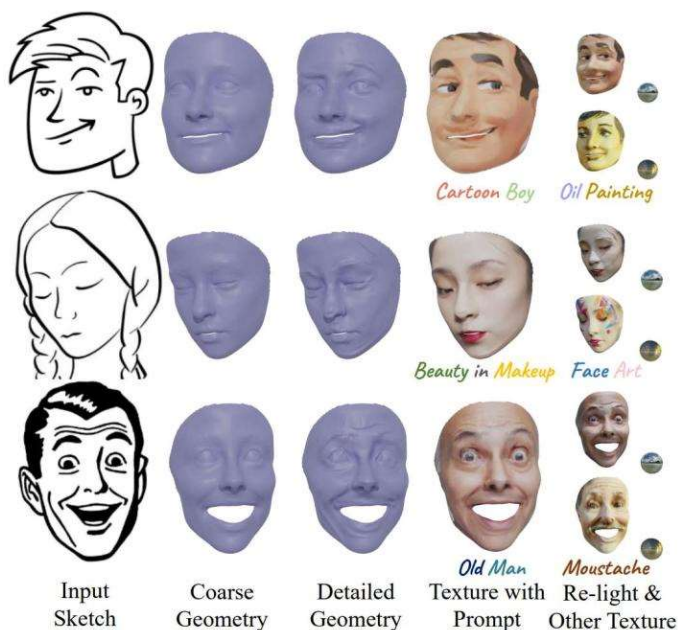 Cartoon Boy
Oil Painting
Beauty in Makeup
Face Art
Old Man
Moustache
Input Sketch
Coarse Geometry
Detailed Geometry
Texture with Prompt
Re-light & Other Texture